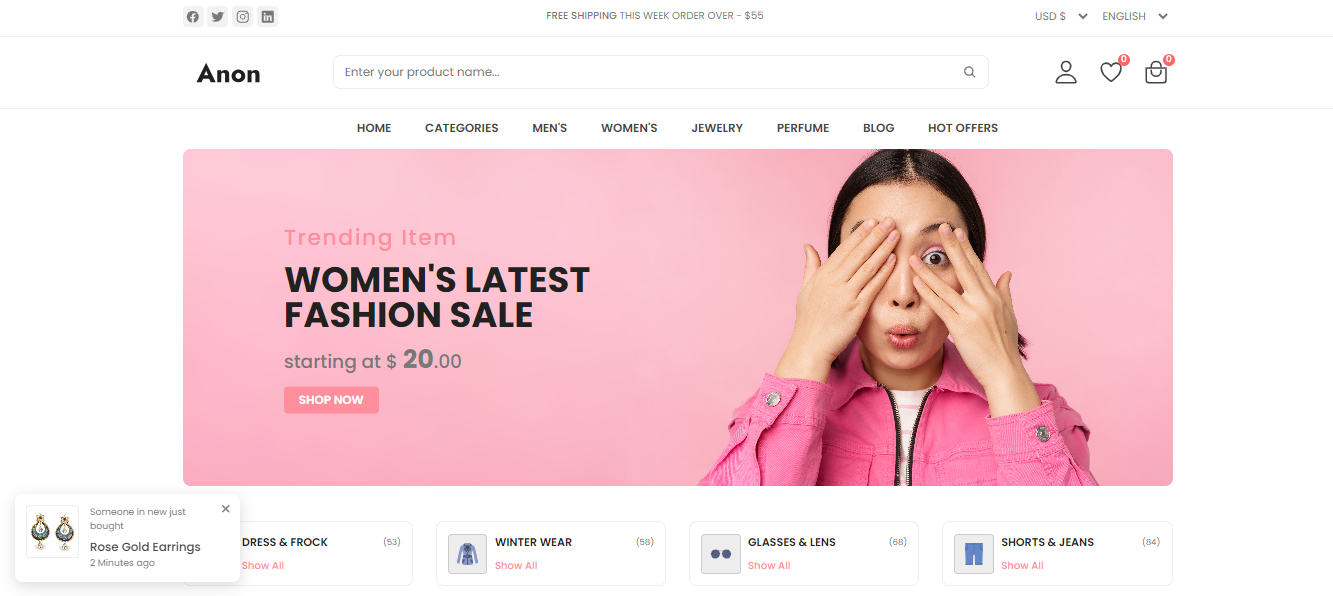 FREE SHIPPING THIS WEEK ORDER OVER - $55
USD $
ENGLISH
Anon
Enter your product name...
0
0
HOME
CATEGORIES
MEN'S
WOMEN'S
JEWELRY
PERFUME
BLOG
HOT OFFERS
Trending Item
WOMEN'S LATEST
FASHION SALE
starting at $ 20.00
SHOP NOW
Someone in new just
bought
Rose Gold Earrings
2 Minutes ago
DRESS & FROCK
(53)
Show All
WINTER WEAR
(58)
Show All
GLASSES & LENS
(68)
Show All
SHORTS & JEANS
(84)
Show All